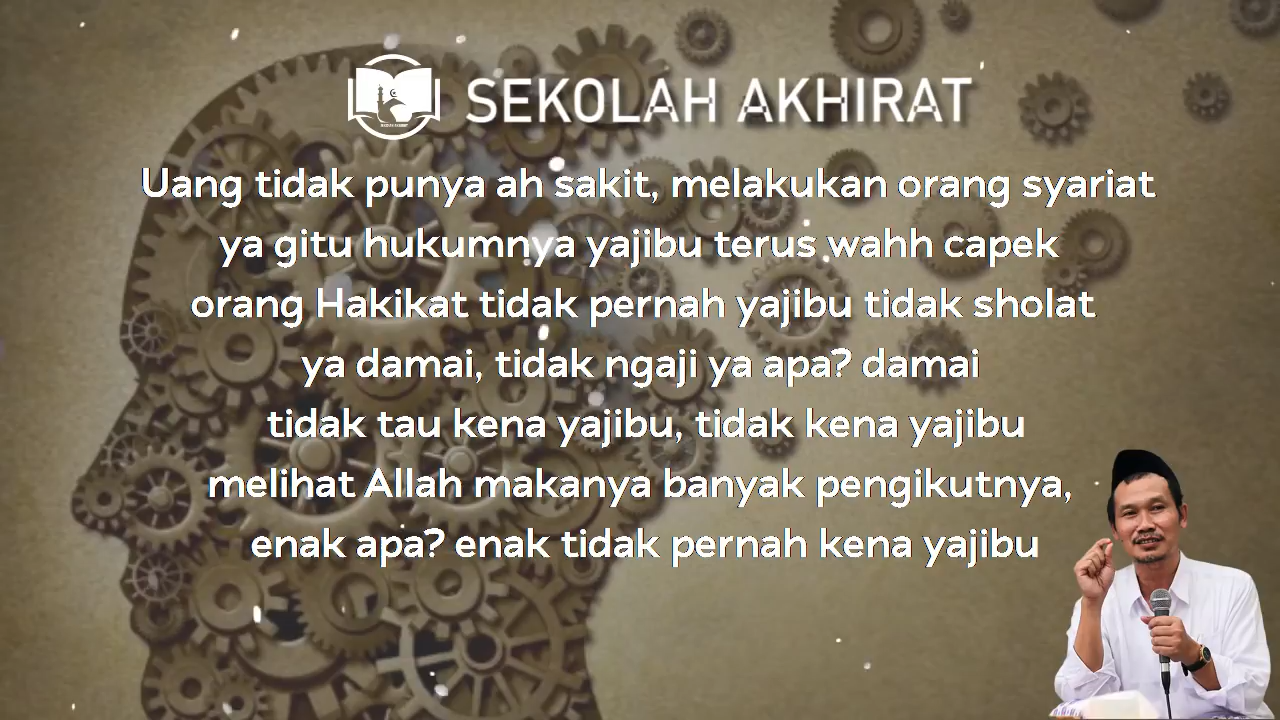 SEKOLAH AKHIRAT
Uang tidak punya ah sakit, melakukan orang syariat
ya gitu hukumnya yajibu terus wahh capek
orang Hakikat tidak pernah yajibu tidak sholat
ya damai, tidak ngaji ya apa? damai
tidak tau kena yajibu, tidak kena yajibu
melihat Allah makanya banyak pengikutnya,
enak apa? enak tidak pernah kena yajibu